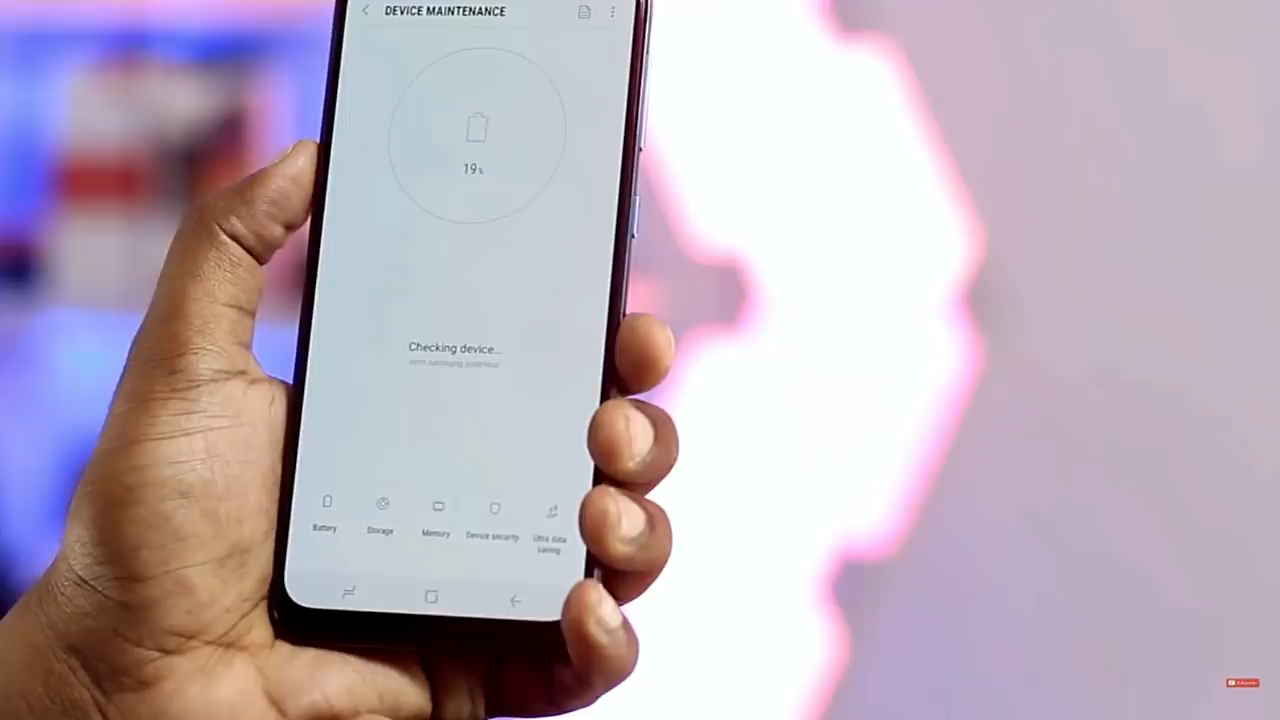 DEVICE MAINTENANCE
19%
Checking device...
Battery
Storage
Memory
Device security
Ultra data
saving